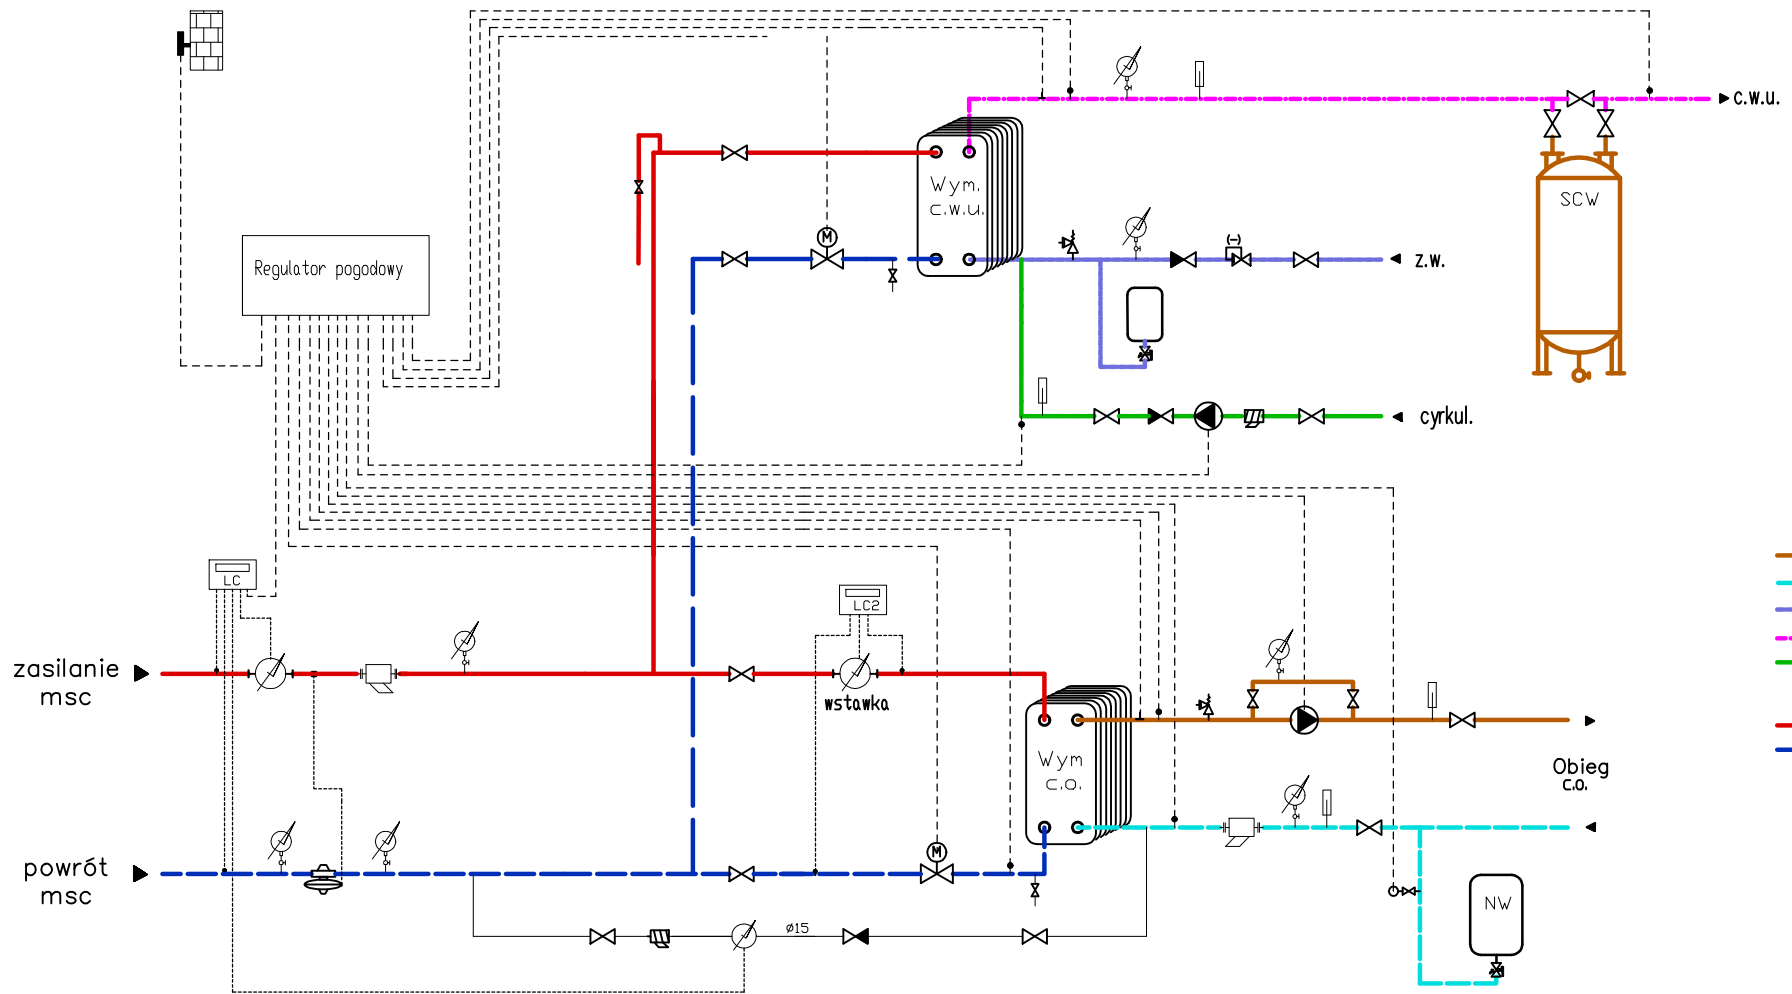 c.w.u.
Wym.
c.w.u.
SCW
M
(-)
z.w.
Regulator pogodowy
cyrkul.
LC
LC2
zasilanie
msc
wstawka
Wym
c.o.
Obieg
c.o.
M
powrót
msc
NW
ø15